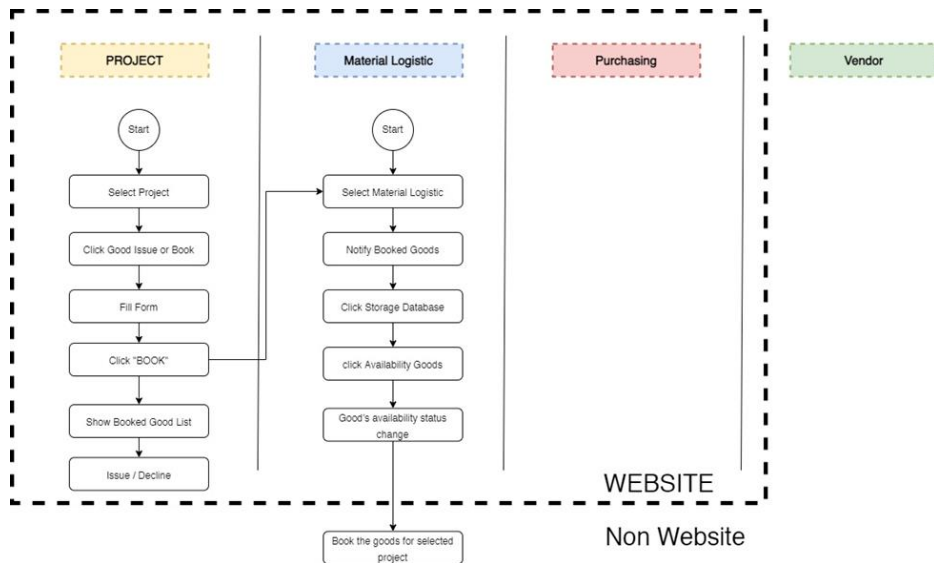 PROJECT
Material Logistic
Purchasing
Vendor
Start
Start
Select Project
Select Material Logistic
Click Good Issue or Book
Notify Booked Goods
Fill Form
Click Storage Database
Click "BOOK"
click Availability Goods
Show Booked Good List
Good's availability status
change
Issue / Decline
WEBSITE
Non Website
Book the goods for selected
project